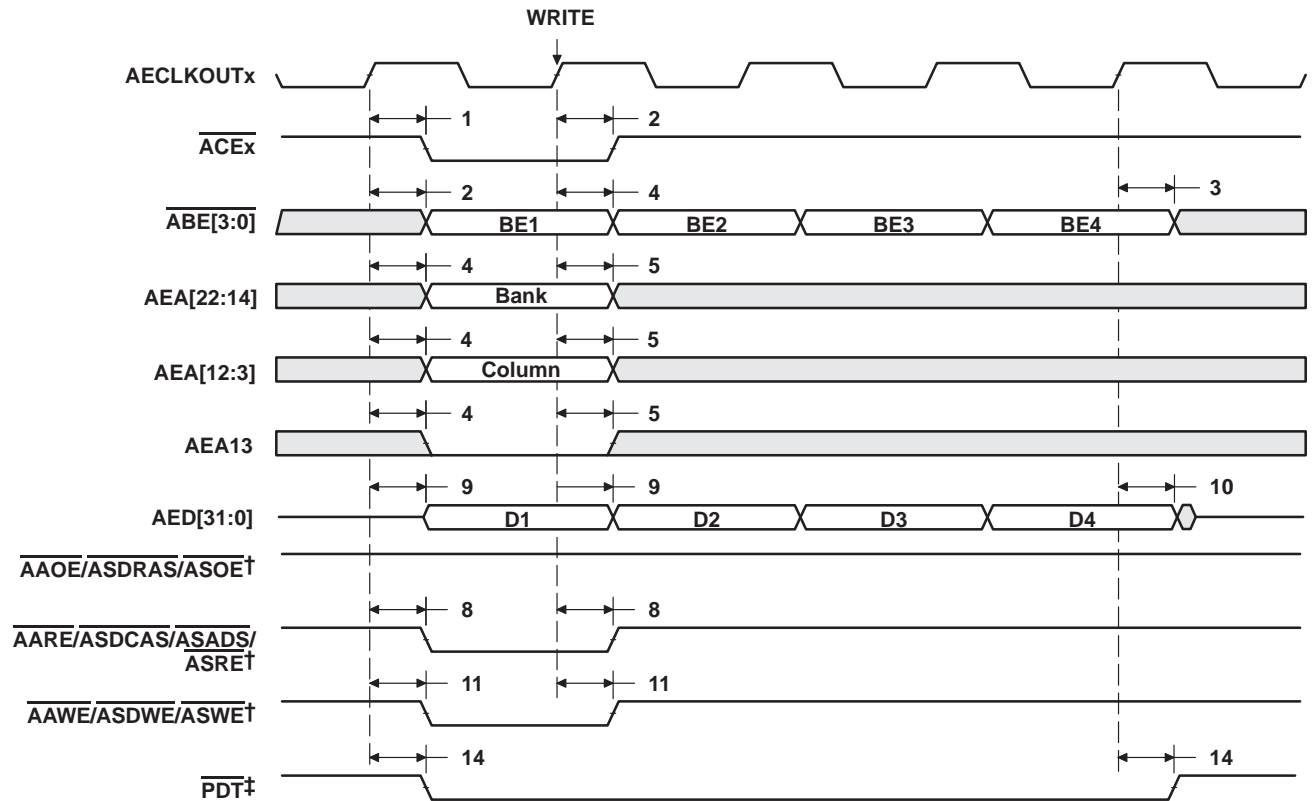 WRITE
AECLKOUTx
1 2
ACEx
2 4 3
ABE[3:0]
BE1 BE2 BE3 BE4
4 5
AEA[22:14]
Bank
4 5
AEA[12:3]
Column
4 5
AEA13
9 9 10
AED[31:0]
D1 D2 D3 D4
AAOE/ASDRAS/ASOE†
8 8
AARE/ASDCAS/ASADS/
ASRE†
11 11
AAWE/ASDWE/ASWE†
14 14
PDT‡